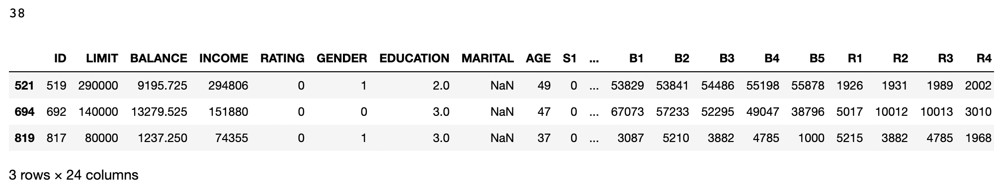 38
ID LIMIT BALANCE INCOME RATING GENDER EDUCATION MARITAL AGE S1 ... B1 B2 B3 B4 B5 R1 R2 R3 R4
521 519 290000 9195.725 294806 0 1 2.0 NaN 49 0 ... 53829 53841 54486 55198 55878 1926 1931 1989 2002
694 692 140000 13279.525 151880 0 0 3.0 NaN 47 0 ... 67073 57233 52295 49047 38796 5017 10012 10013 3010
819 817 80000 1237.250 74355 0 1 3.0 NaN 37 0 ... 3087 5210 3882 4785 1000 5215 3882 4785 1968
3 rows × 24 columns